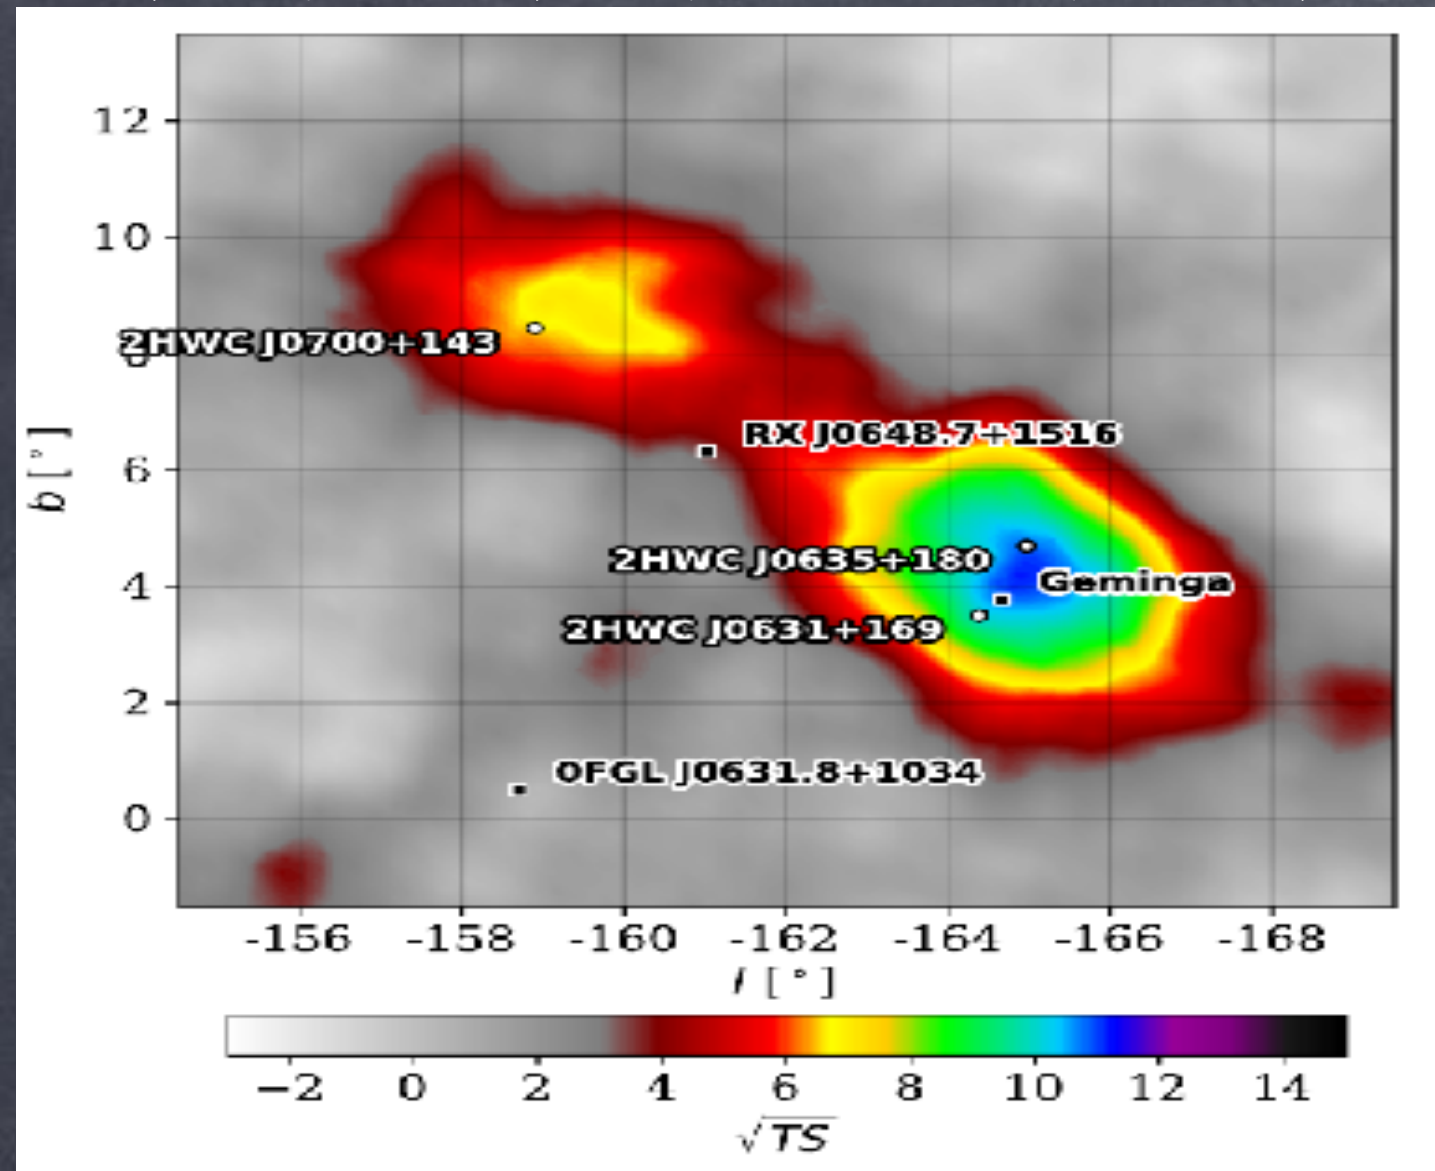 12
10
2HWC J0700+143
8
RX J0648.7+1516
6
b [°]
2HWC J0635+180
4
Geminga
2HWC J0631+169
2
0FGL J0631.8+1034
0
-156 -158 -160 -162 -164 -166 -168
l [°]
−2 0 2 4 6 8 10 12 14
√TS